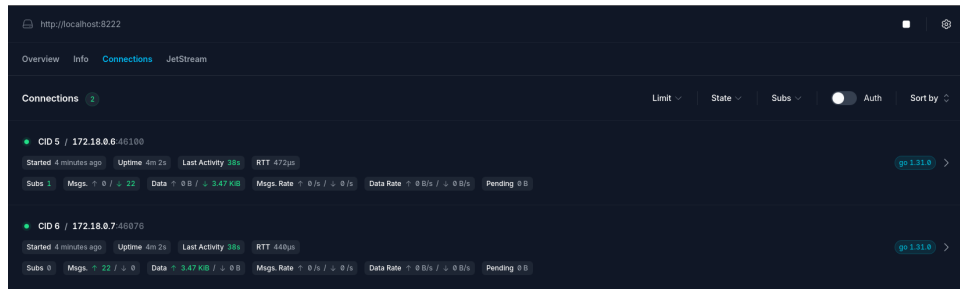 http://localhost:8222
Overview Info Connections JetStream
Connections 2 Limit State Subs Auth Sort by
CID 5 / 172.18.0.6:46100
Started 4 minutes ago Uptime 4m 2s Last Activity 38s RTT 472µs go 1.31.0
Subs 1 Msgs. ↑ 0 / ↓ 22 Data ↑ 0 B / ↓ 3.47 KiB Msgs. Rate ↑ 0 /s / ↓ 0 /s Data Rate ↑ 0 B/s / ↓ 0 B/s Pending 0 B
CID 6 / 172.18.0.7:46076
Started 4 minutes ago Uptime 4m 2s Last Activity 38s RTT 440µs go 1.31.0
Subs 0 Msgs. ↑ 22 / ↓ 0 Data ↑ 3.47 KiB / ↓ 0 B Msgs. Rate ↑ 0 /s / ↓ 0 /s Data Rate ↑ 0 B/s / ↓ 0 B/s Pending 0 B